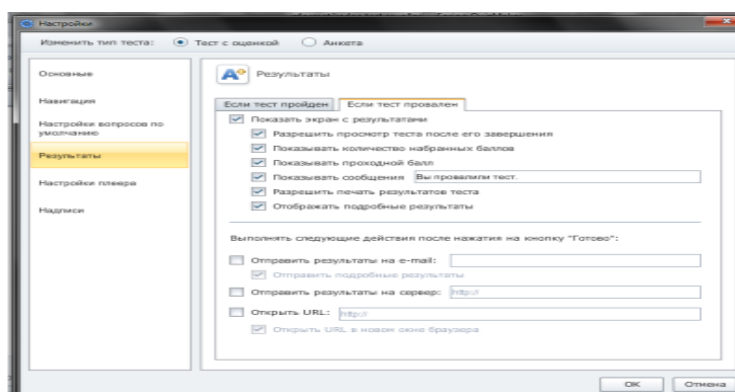 Настройки
Изменить тип теста: Тест с оценкой Анкета
Основные
Навигация
Настройки вопросов по
умолчанию
Результаты
Настройки плеера
Надписи
Результаты
Если тест пройден Если тест провален
Показать экран с результатами
Разрешить просмотр теста после его завершения
Показывать количество набранных баллов
Показывать проходной балл
Показывать сообщения Вы провалили тест.
Разрешить печать результатов теста
Отображать подробные результаты
Выполнять следующие действия после нажатия на кнопку "Готово":
Отправить результаты на e-mail:
Отправить подробные результаты
Отправить результаты на сервер: http://
Открыть URL: http://
Открыть URL в новом окне браузера
OK Отмена